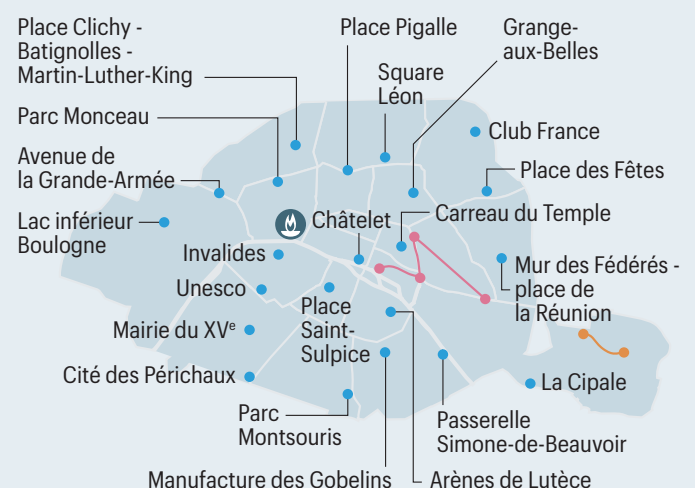 Place Clichy -
Batignolles -
Martin-Luther-King
Place Pigalle
Grange-
aux-Belles
Square
Léon
Parc Monceau
Club France
Avenue de
la Grande-Armée
Place des Fêtes
Lac inférieur
Boulogne
Châtelet
Carreau du Temple
Invalides
Mur des Fédérés -
place de
la Réunion
Unesco
Place
Saint-
Sulpice
Mairie du XVe
Cité des Périchaux
La Cipale
Parc
Montsouris
Passerelle
Simone-de-Beauvoir
Manufacture des Gobelins
Arènes de Lutèce